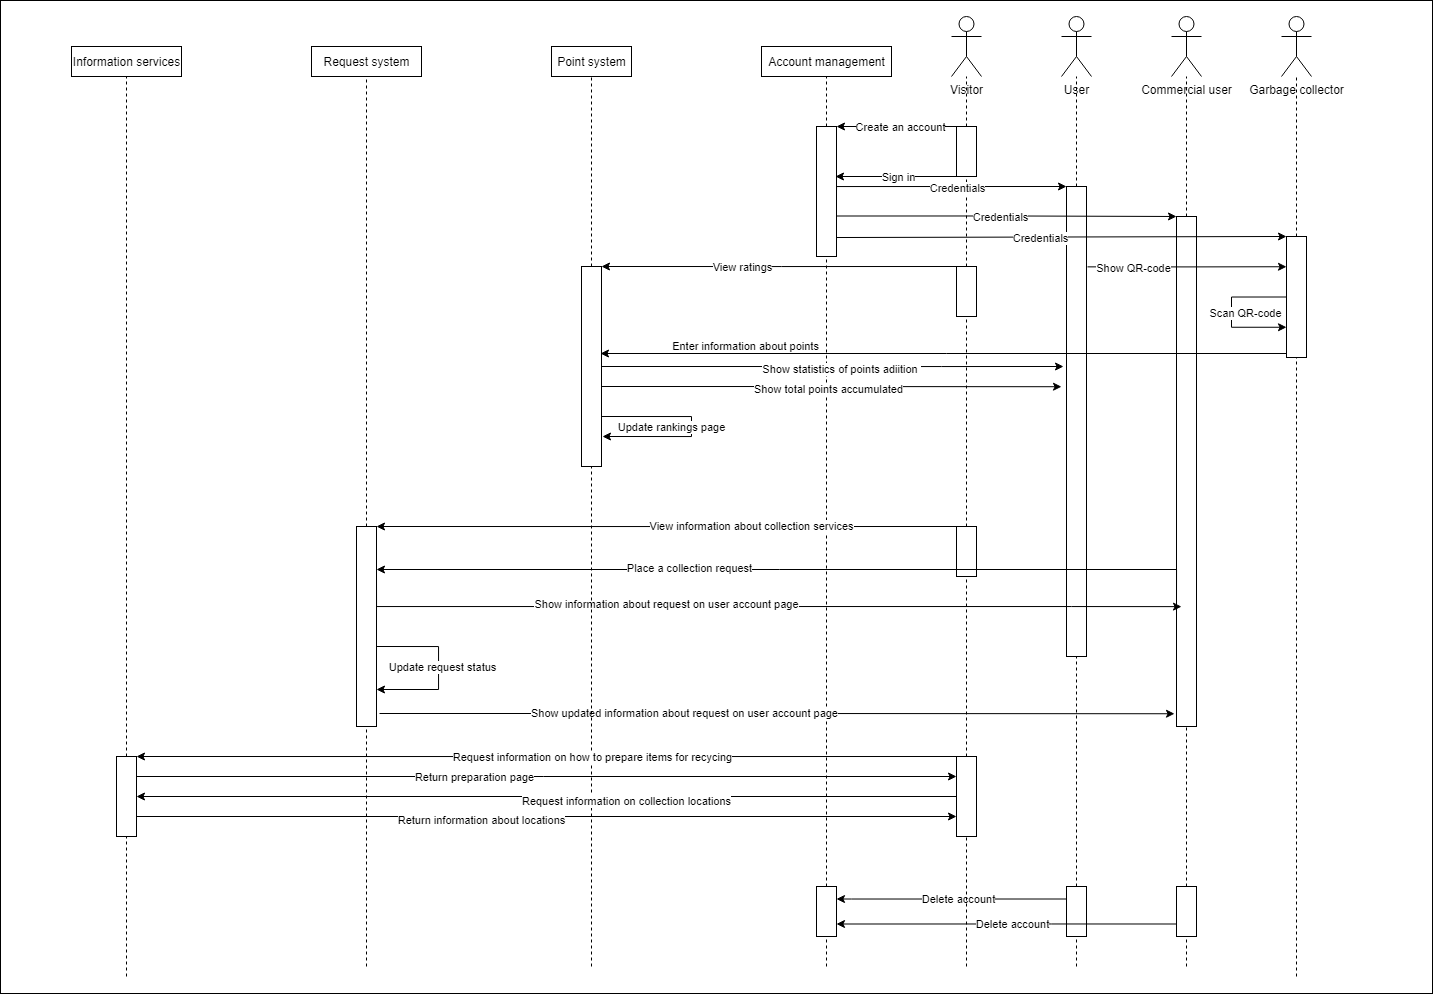 Information services
Request system
Point system
Account management
Visitor
User
Commercial user
Garbage collector
Create an account
Sign in
Credentials
Credentials
Credentials
View ratings
Show QR-code
Scan QR-code
Enter information about points
Show statistics of points adiition
Show total points accumulated
Update rankings page
View information about collection services
Place a collection request
Show information about request on user account page
Update request status
Show updated information about request on user account page
Request information on how to prepare items for recycing
Return preparation page
Request information on collection locations
Return information about locations
Delete account
Delete account